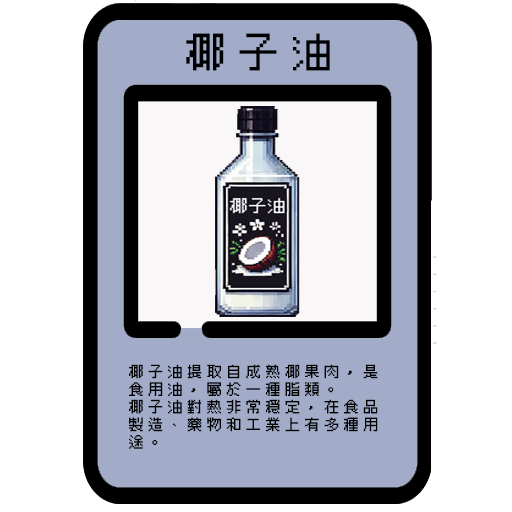 椰子油
椰子油
椰子油提取自成熟椰果肉，是
食用油，屬於一種脂類。
椰子油對熱非常穩定，在食品
製造、藥物和工業上有多種用
途。